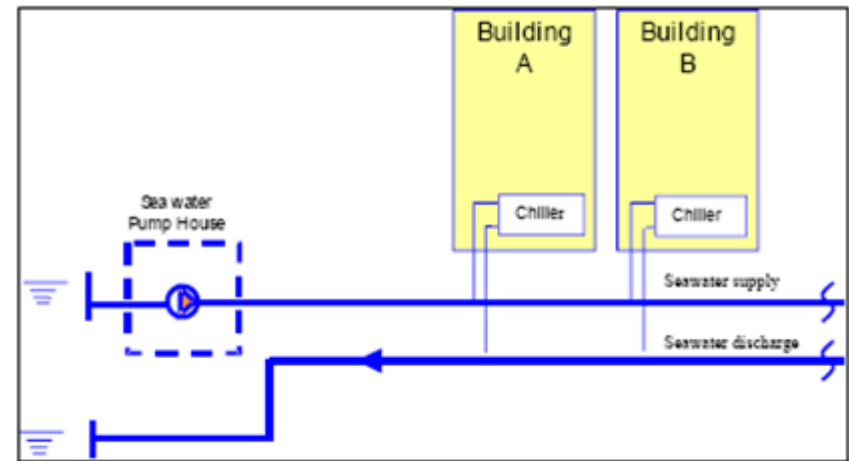 Building
A
Building
B
Sea water
Pump House
Chiller
Chiller
Seawater supply
Seawater discharge